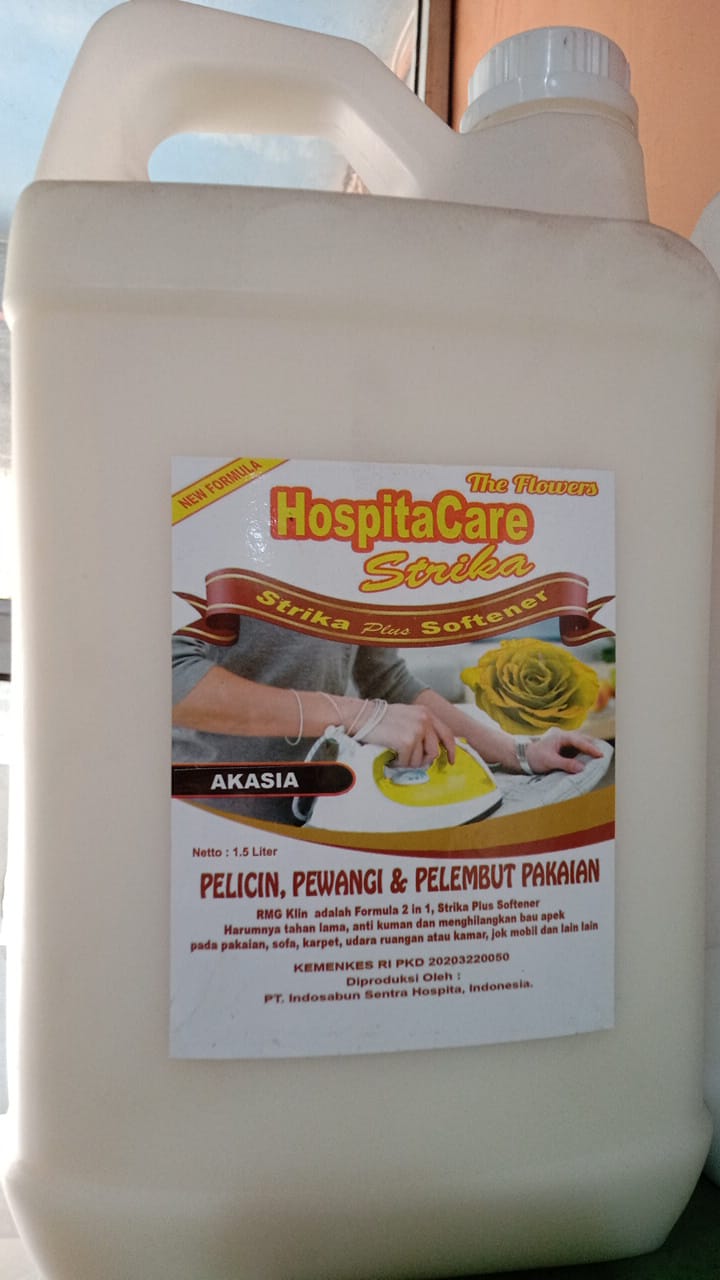 NEW FORMULA
The Flowers
HospitaCare
Strika
Strika Plus Softener
AKASIA
Netto : 1.5 Liter
PELICIN, PEWANGI & PELEMBUT PAKAIAN
RMG Klin adalah Formula 2 in 1, Strika Plus Softener
Harumnya tahan lama, anti kuman dan menghilangkan bau apek
pada pakaian, sofa, karpet, udara ruangan atau kamar, jok mobil dan lain lain
KEMENKES RI PKD 20203220050
Diproduksi Oleh :
PT. Indosabun Sentra Hospita, Indonesia.